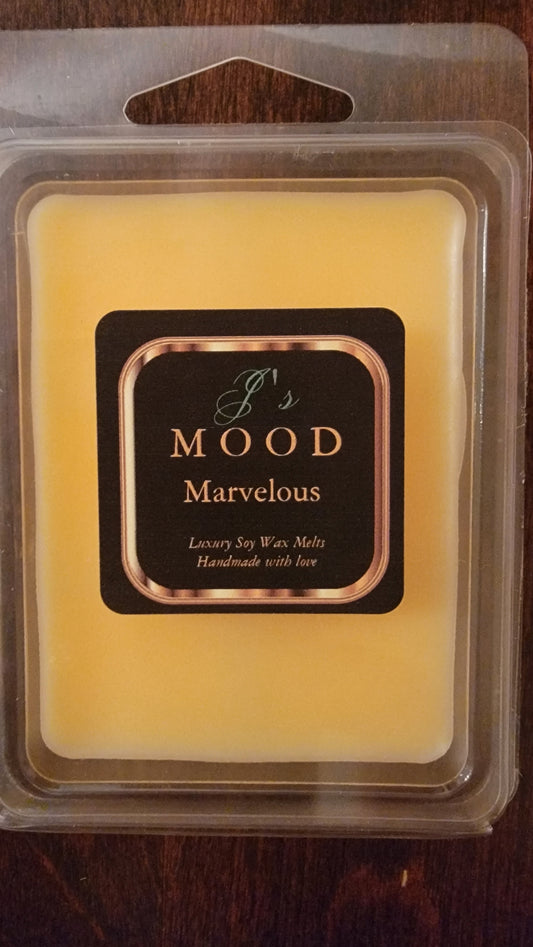 J's
MOOD
Marvelous
Luxury Soy Wax Melts
Handmade with love